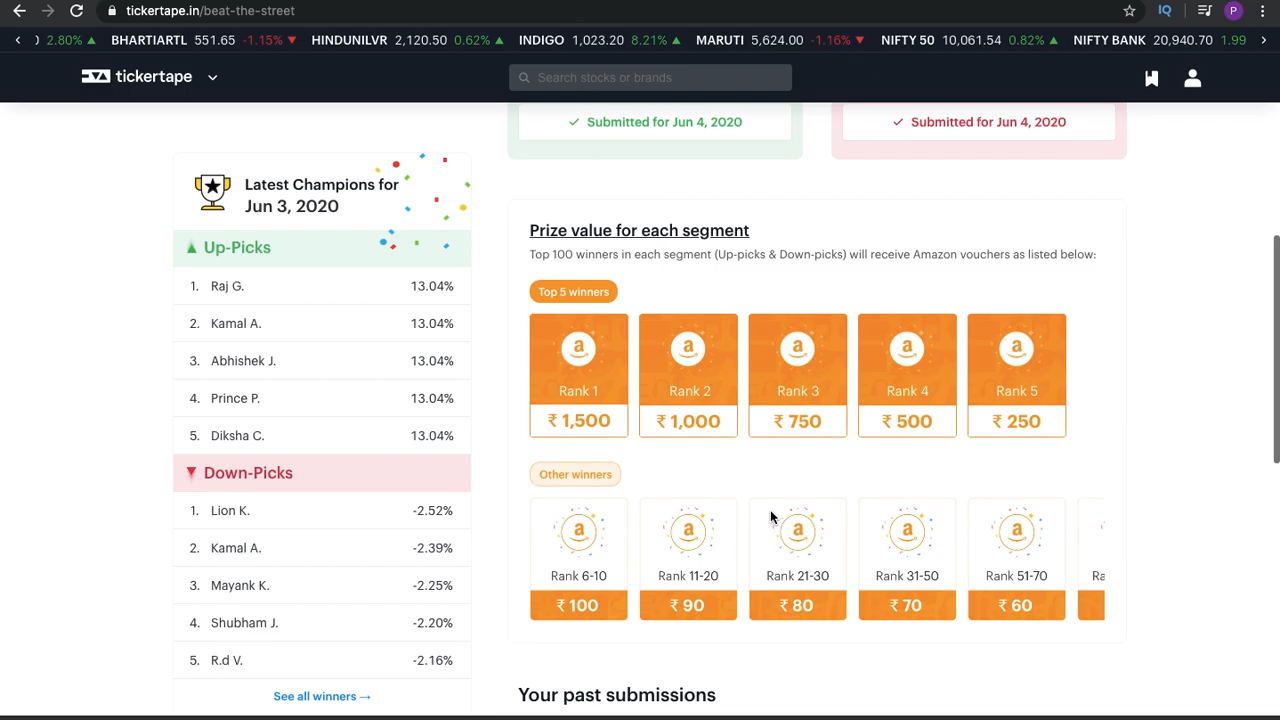 tickertape.in/beat-the-street
IQ
P
) 2.80% ▲ BHARTIARTL 551.65 -1.15% ▼ HINDUNILVR 2,120.50 0.62% ▲ INDIGO 1,023.20 8.21% ▲ MARUTI 5,624.00 -1.16% ▼ NIFTY 50 10,061.54 0.82% ▲ NIFTY BANK 20,940.70 1.99
tickertape
Search stocks or brands
✓ Submitted for Jun 4, 2020
✓ Submitted for Jun 4, 2020
Latest Champions for
Jun 3, 2020
▲ Up-Picks
1. Raj G. 13.04%
2. Kamal A. 13.04%
3. Abhishek J. 13.04%
4. Prince P. 13.04%
5. Diksha C. 13.04%
▼ Down-Picks
1. Lion K. -2.52%
2. Kamal A. -2.39%
3. Mayank K. -2.25%
4. Shubham J. -2.20%
5. R.d V. -2.16%
See all winners →
Prize value for each segment
Top 100 winners in each segment (Up-picks & Down-picks) will receive Amazon vouchers as listed below:
Top 5 winners
a a a a a
Rank 1 Rank 2 Rank 3 Rank 4 Rank 5
₹ 1,500 ₹ 1,000 ₹ 750 ₹ 500 ₹ 250
Other winners
a a a a a
Rank 6-10 Rank 11-20 Rank 21-30 Rank 31-50 Rank 51-70 Ra
₹ 100 ₹ 90 ₹ 80 ₹ 70 ₹ 60
Your past submissions